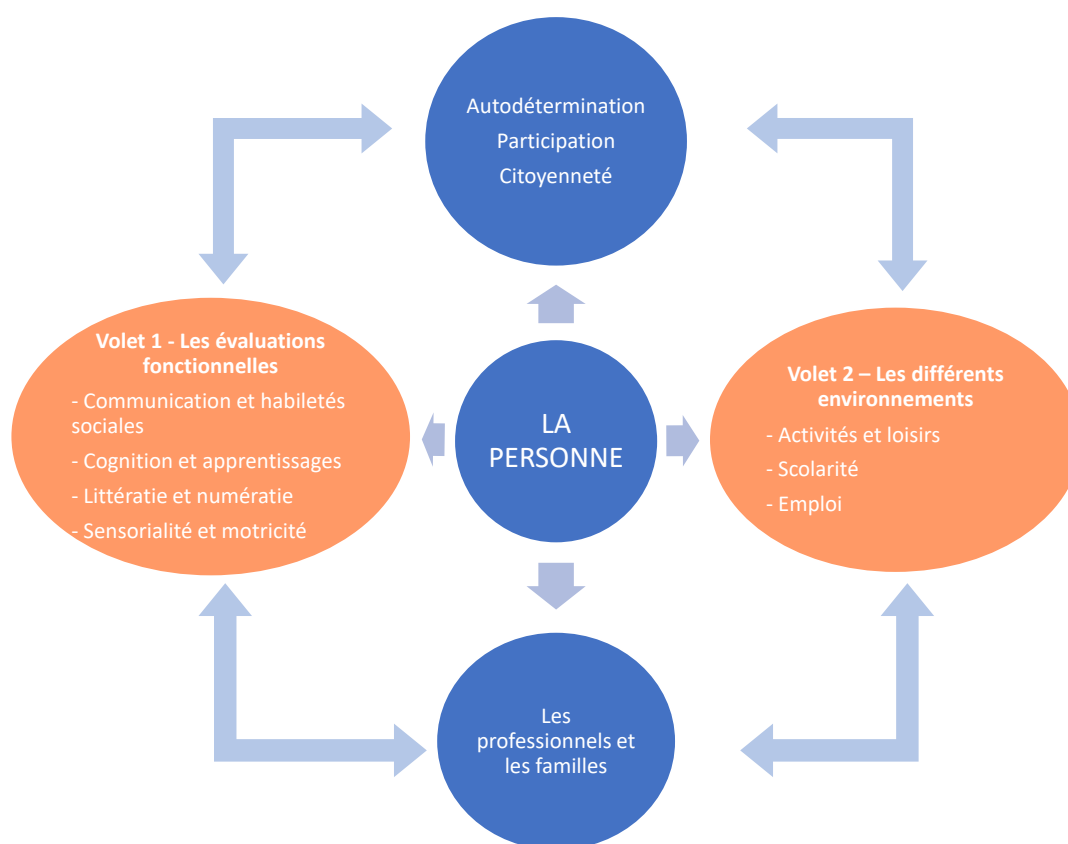 Autodétermination
Participation
Citoyenneté
Volet 1 - Les évaluations
fonctionnelles
- Communication et habiletés
sociales
- Cognition et apprentissages
- Littératie et numératie
- Sensorialité et motricité
LA
PERSONNE
Volet 2 – Les différents
environnements
- Activités et loisirs
- Scolarité
- Emploi
Les
professionnels et
les familles